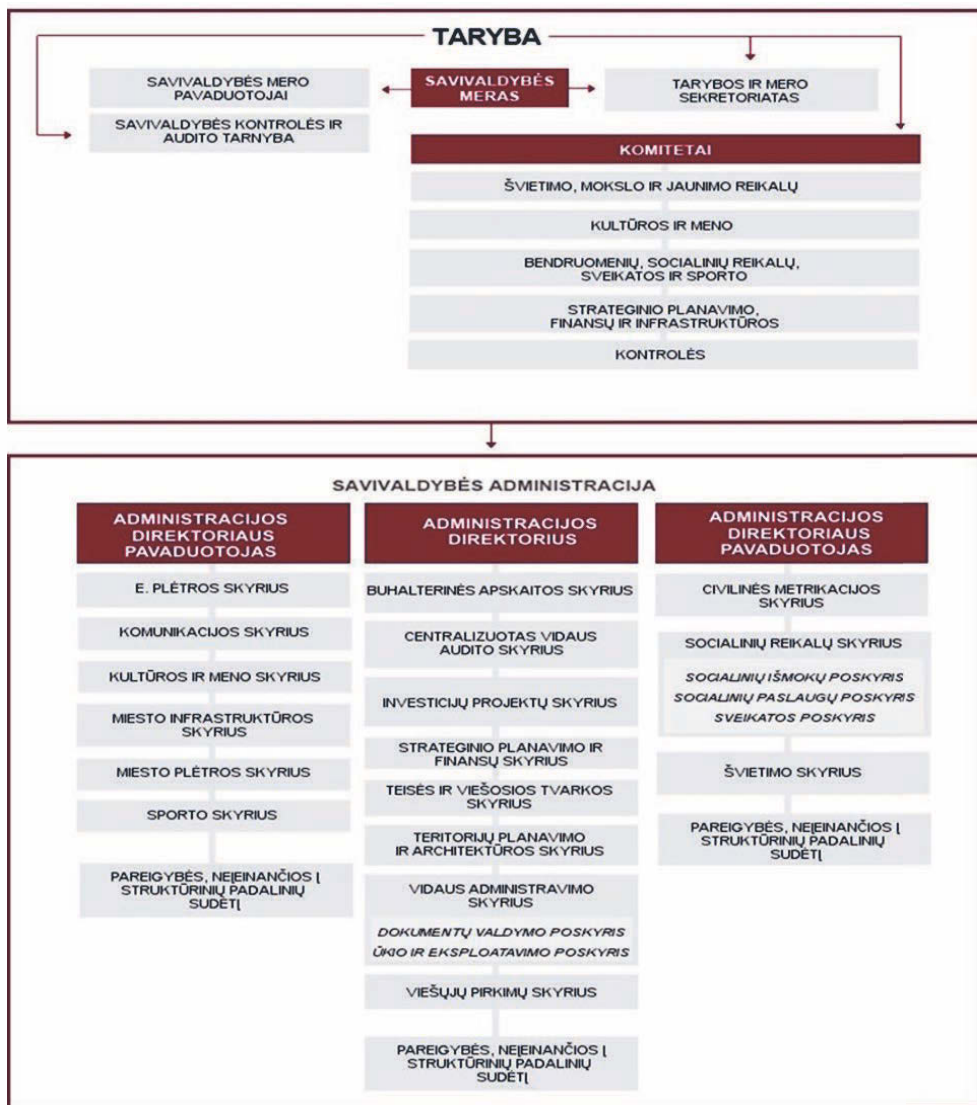 TARYBA
SAVIVALDYBĖS MERO
PAVADUOTOJAI
SAVIVALDYBĖS
MERAS
TARYBOS IR MERO
SEKRETORIATAS
SAVIVALDYBĖS KONTROLĖS IR
AUDITO TARNYBA
KOMITETAI
ŠVIETIMO, MOKSLO IR JAUNIMO REIKALŲ
KULTŪROS IR MENO
BENDRUOMENIŲ, SOCIALINIŲ REIKALŲ,
SVEIKATOS IR SPORTO
STRATEGINIO PLANAVIMO,
FINANSŲ IR INFRASTRUKTŪROS
KONTROLĖS
SAVIVALDYBĖS ADMINISTRACIJA
ADMINISTRACIJOS
DIREKTORIAUS
PAVADUOTOJAS
E. PLĖTROS SKYRIUS
KOMUNIKACIJOS SKYRIUS
KULTŪROS IR MENO SKYRIUS
MIESTO INFRASTRUKTŪROS
SKYRIUS
MIESTO PLĖTROS SKYRIUS
SPORTO SKYRIUS
PAREIGYBĖS, NEĮEINANČIOS Į
STRUKTŪRINIŲ PADALINIŲ
SUDĖTĮ
ADMINISTRACIJOS
DIREKTORIUS
BUHALTERINĖS APSKAITOS SKYRIUS
CENTRALIZUOTAS VIDAUS
AUDITO SKYRIUS
INVESTICIJŲ PROJEKTŲ SKYRIUS
STRATEGINIO PLANAVIMO IR
FINANSŲ SKYRIUS
TEISĖS IR VIEŠOSIOS TVARKOS
SKYRIUS
TERITORIJŲ PLANAVIMO
IR ARCHITEKTŪROS SKYRIUS
VIDAUS ADMINISTRAVIMO
SKYRIUS
DOKUMENTŲ VALDYMO POSKYRIS
ŪKIO IR EKSPLOATAVIMO POSKYRIS
VIEŠŲJŲ PIRKIMŲ SKYRIUS
PAREIGYBĖS, NEĮEINANČIOS Į
STRUKTŪRINIŲ PADALINIŲ
SUDĖTĮ
ADMINISTRACIJOS
DIREKTORIAUS
PAVADUOTOJAS
CIVILINĖS METRIKACIJOS
SKYRIUS
SOCIALINIŲ REIKALŲ SKYRIUS
SOCIALINIŲ IŠMOKŲ POSKYRIS
SOCIALINIŲ PASLAUGŲ POSKYRIS
SVEIKATOS POSKYRIS
ŠVIETIMO SKYRIUS
PAREIGYBĖS, NEĮEINANČIOS Į
STRUKTŪRINIŲ PADALINIŲ
SUDĖTĮ